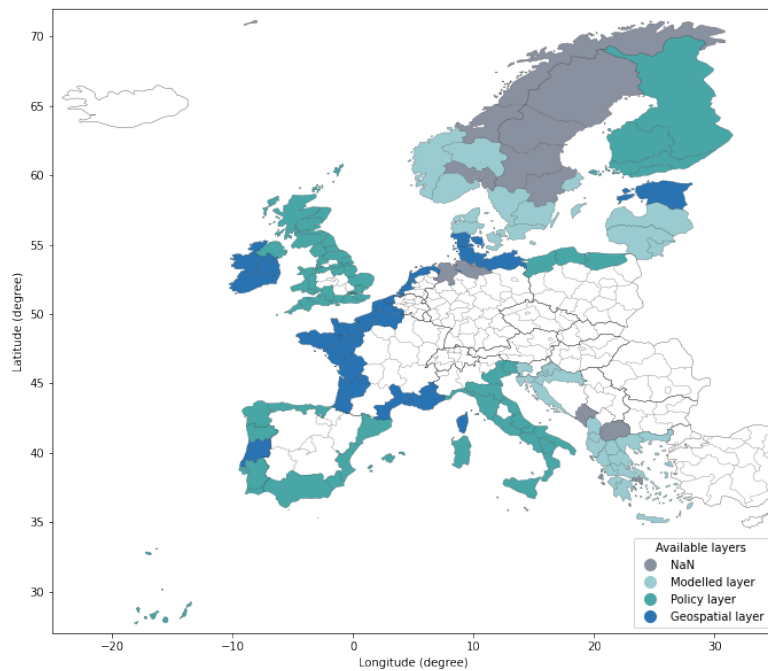 70
65
60
55
50
45
40
35
30
Latitude (degree)
−20
−10
0
10
20
30
Longitude (degree)
Available layers
NaN
Modelled layer
Policy layer
Geospatial layer